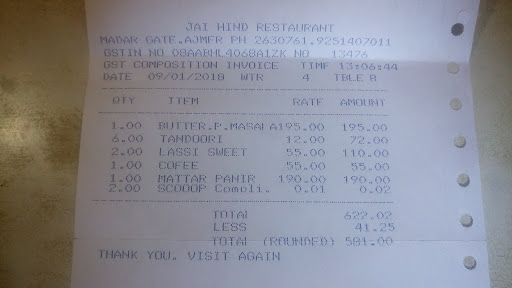 JAI HIND RESTAURANT
MADAR GATE.AJMER PH 2630761.9251407011
GSTIN NO 08AABHL4068A1ZK NO 13476
GST COMPOSITION INVOICE TIME 13:06:44
DATE 09/01/2018 WTR 4 TBLE 8
QTY ITEM RATE AMOUNT
1.00 BUTTER.P.MASALA195.00 195.00
6.00 TANDOORI 12.00 72.00
2.00 LASSI SWEET 55.00 110.00
1.00 COFEE 55.00 55.00
1.00 MATTAR PANIR 190.00 190.00
2.00 SCOOOP Compli. 0.01 0.02
TOTAL 622.02
LESS 41.25
TOTAL (ROUNDED) 581.00
THANK YOU. VISIT AGAIN